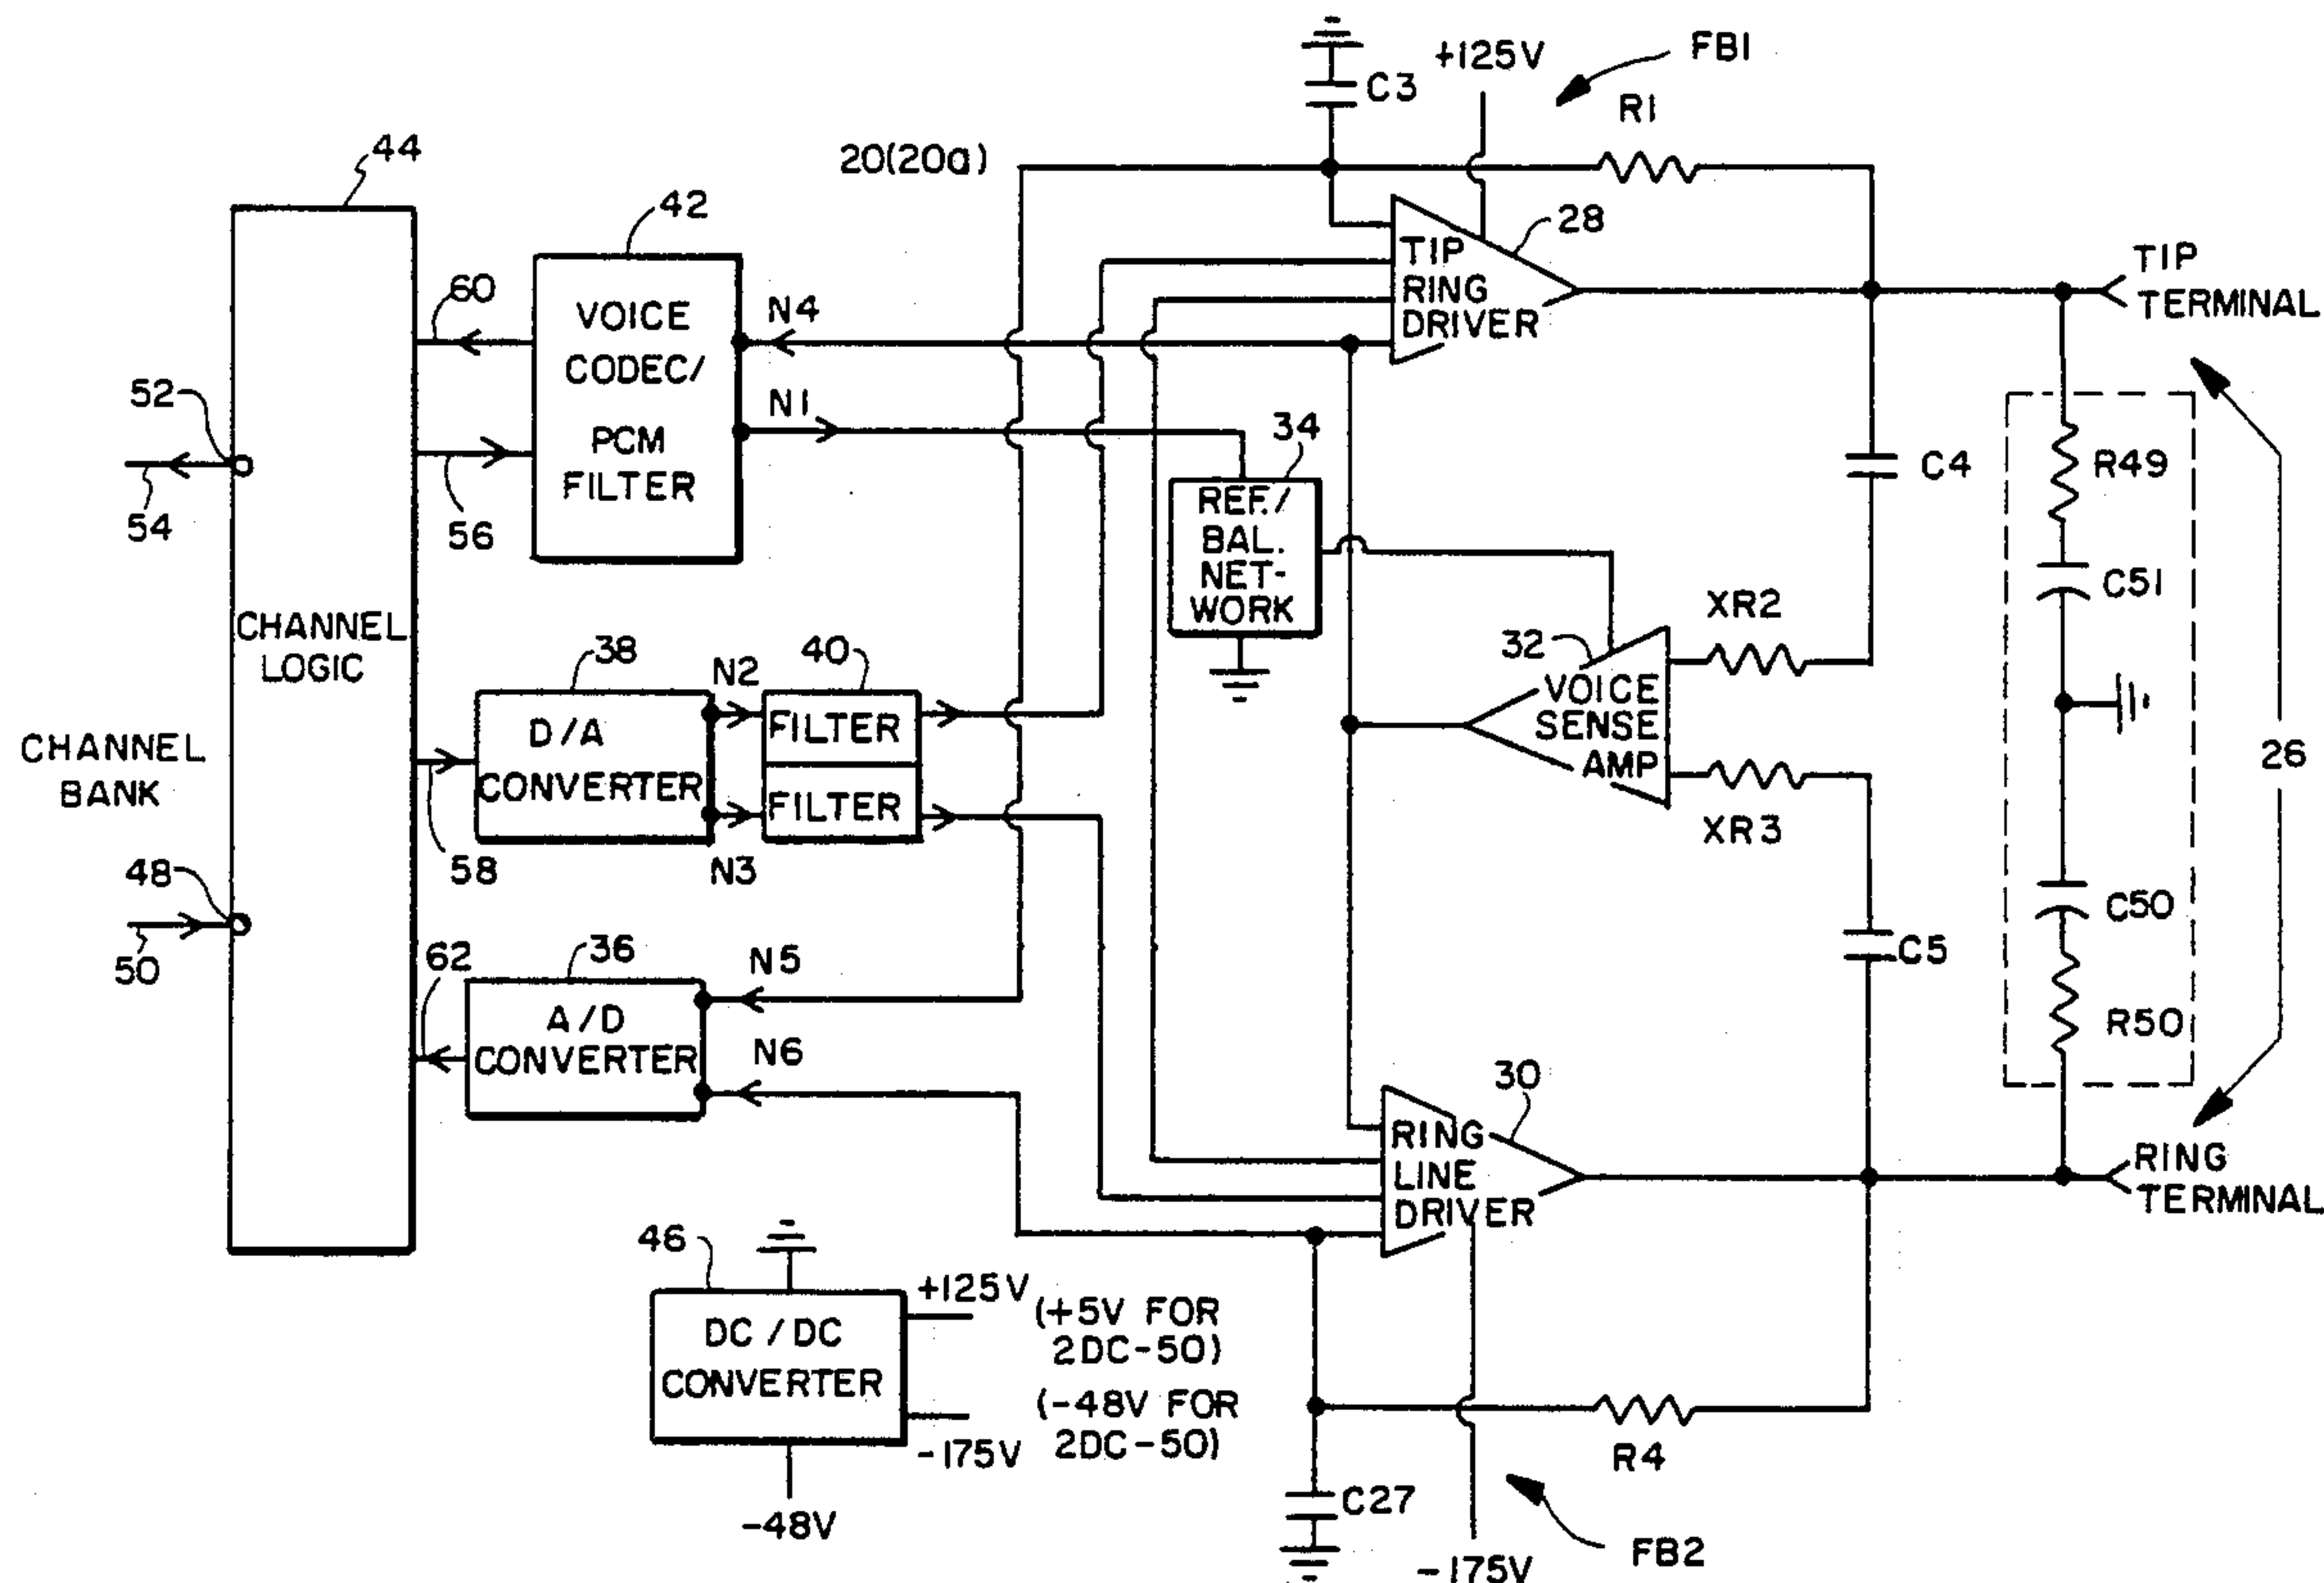 C3
+125V
FB1
R1
20(20a)
44
42
28
TIP
RING
DRIVER
TIP
TERMINAL
60
VOICE
CODEC/
PCM
FILTER
N4
N1
52
54
56
34
REF./
BAL.
NET-
WORK
C4
R49
C51
XR2
32
VOICE
SENSE
AMP
XR3
26
CHANNEL
LOGIC
38
N2
40
D/A
CONVERTER
FILTER
FILTER
N3
58
CHANNEL
BANK
48
50
62
36
N5
A/D
CONVERTER
N6
C5
C50
R50
30
RING
LINE
DRIVER
RING
TERMINAL
46
DC/DC
CONVERTER
+125V
(+5V FOR
2DC-50)
(-48V FOR
2DC-50)
-175V
-48V
R4
C27
-175V
FB2